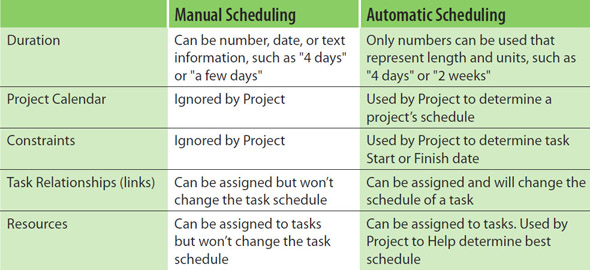 Manual Scheduling Automatic Scheduling
Duration
Can be number, date, or text
information, such as "4 days"
or "a few days"
Only numbers can be used that
represent length and units, such as
"4 days" or "2 weeks"
Project Calendar
Ignored by Project
Used by Project to determine a
project's schedule
Constraints
Ignored by Project
Used by Project to determine task
Start or Finish date
Task Relationships (links)
Can be assigned but won't
change the task schedule
Can be assigned and will change the
schedule of a task
Resources
Can be assigned to tasks
but won't change the task
schedule
Can be assigned to tasks. Used by
Project to Help determine best
schedule